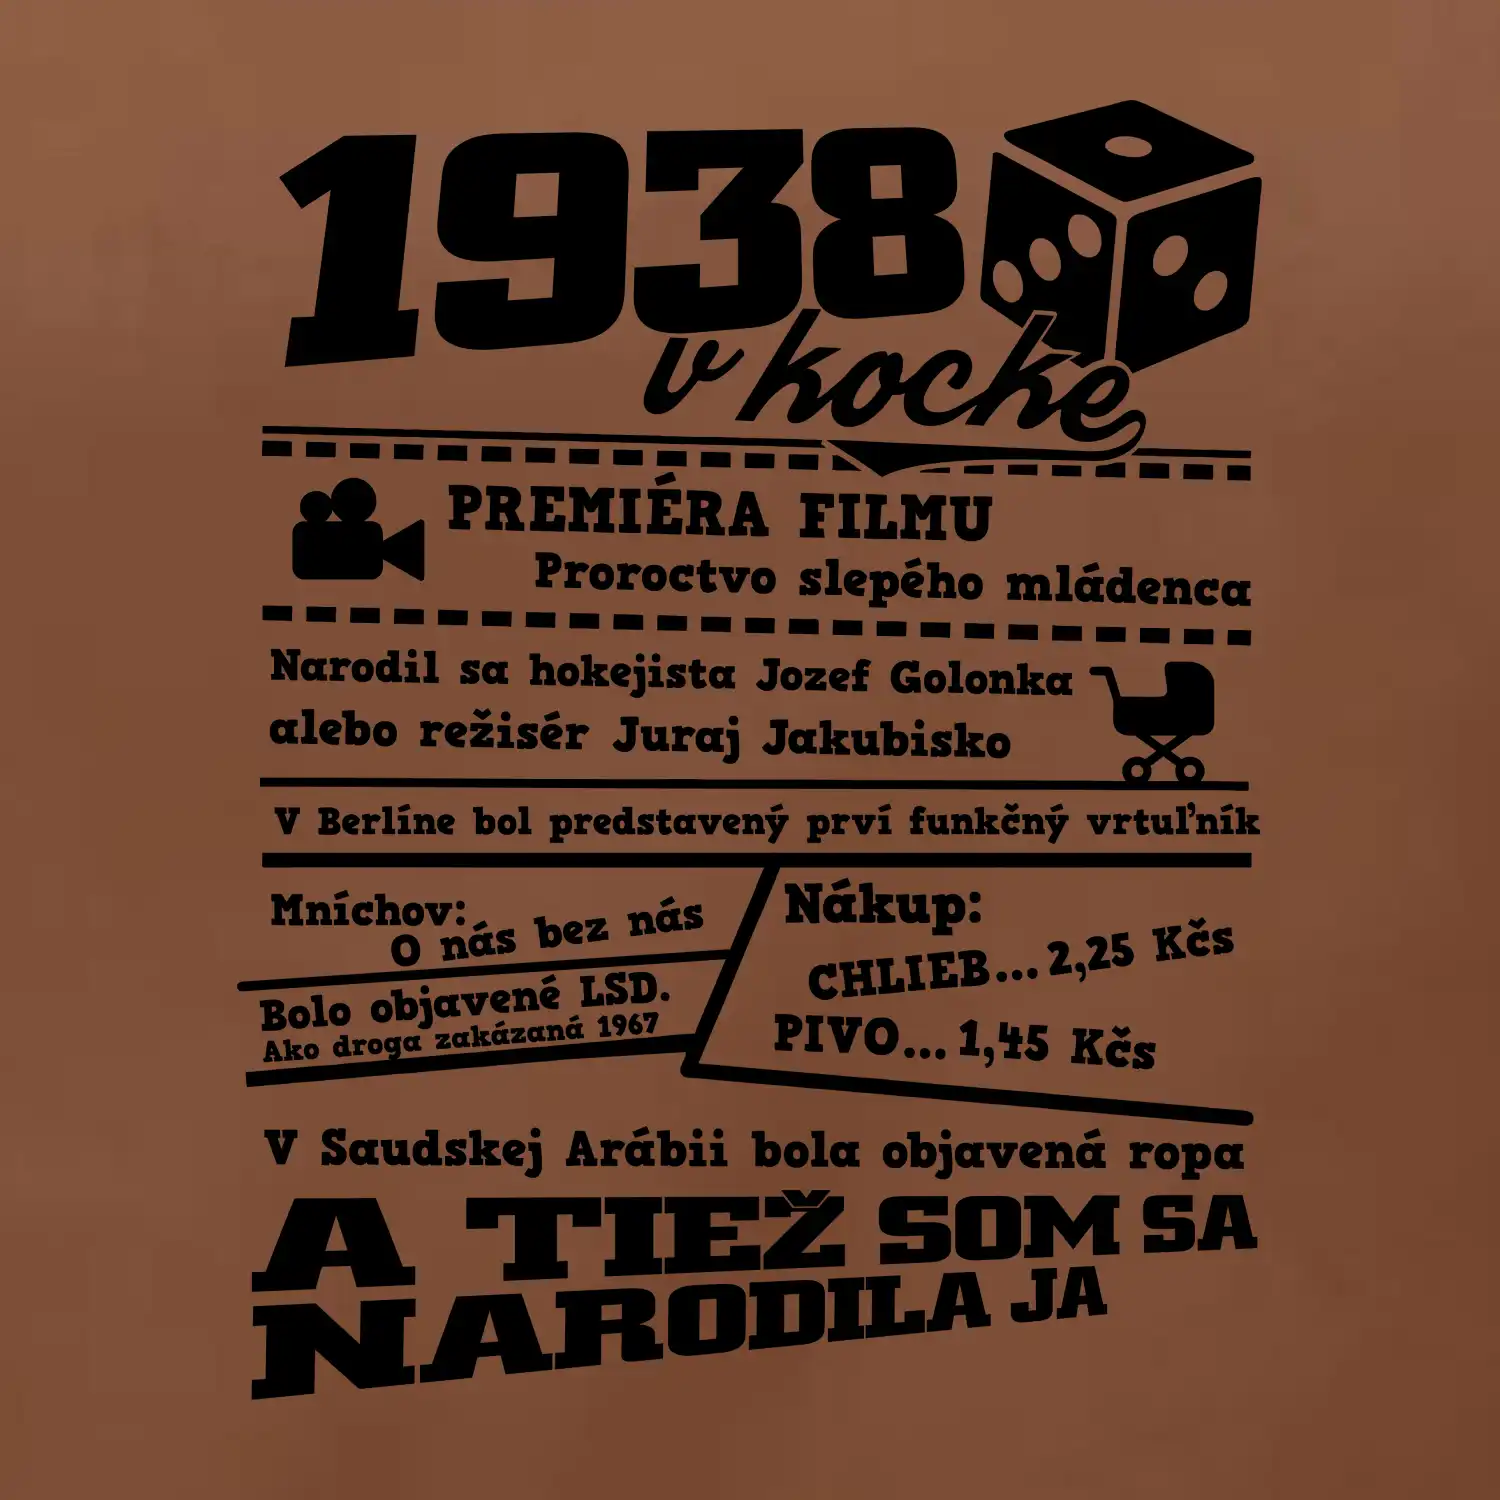 1938
v kocke
PREMIÉRA FILMU
Proroctvo slepého mládenca
Narodil sa hokejista Jozef Golonka
alebo režisér Juraj Jakubisko
V Berlíne bol predstavený prví funkčný vrtuľník
Mníchov:
O nás bez nás
Bolo objavené LSD.
Ako droga zakázaná 1967
Nákup:
CHLIEB...2,25 Kčs
PIVO...1,45 Kčs
V Saudskej Arábii bola objavená ropa
A TIEŽ SOM SA
NARODILA JA